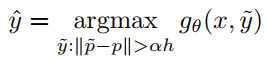 ŷ = argmax g_θ(x, ỹ)
ỹ:‖p̃−p‖>αh